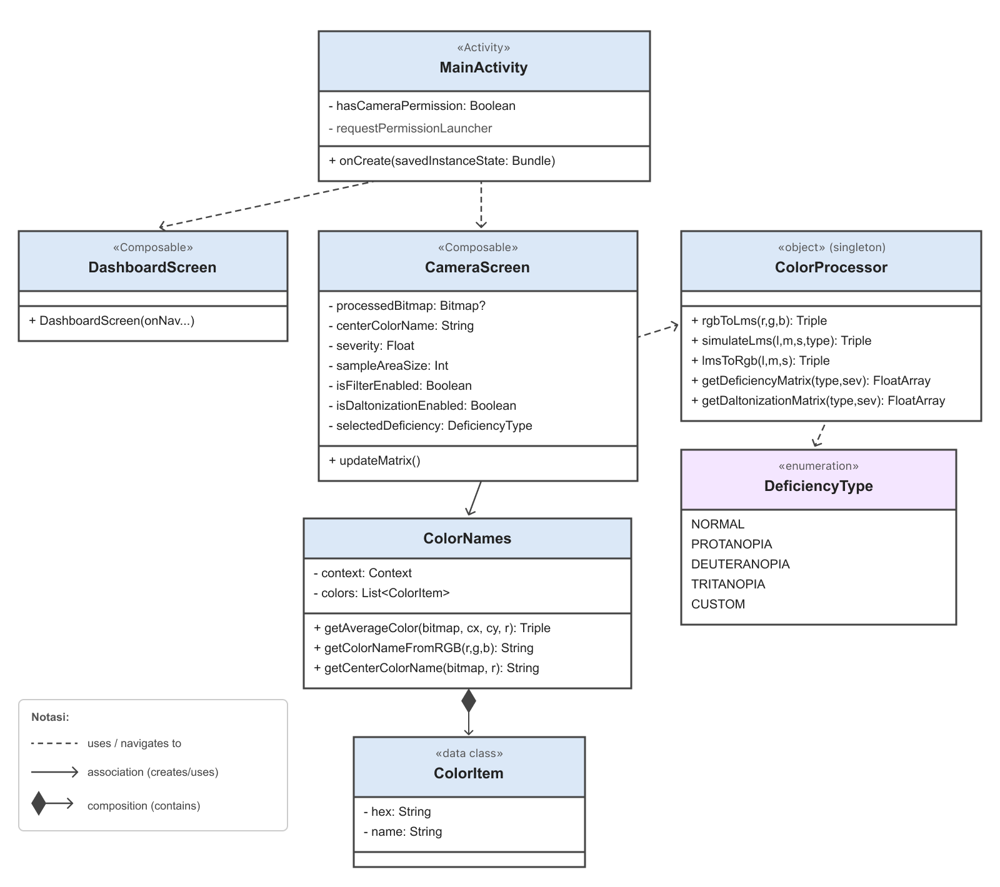 «Activity»
MainActivity
- hasCameraPermission: Boolean
- requestPermissionLauncher
+ onCreate(savedInstanceState: Bundle)
«Composable»
DashboardScreen
+ DashboardScreen(onNav...)
«Composable»
CameraScreen
- processedBitmap: Bitmap?
- centerColorName: String
- severity: Float
- sampleAreaSize: Int
- isFilterEnabled: Boolean
- isDaltonizationEnabled: Boolean
- selectedDeficiency: DeficiencyType
+ updateMatrix()
«object» (singleton)
ColorProcessor
+ rgbToLms(r,g,b): Triple
+ simulateLms(l,m,s,type): Triple
+ lmsToRgb(l,m,s): Triple
+ getDeficiencyMatrix(type,sev): FloatArray
+ getDaltonizationMatrix(type,sev): FloatArray
«enumeration»
DeficiencyType
NORMAL
PROTANOPIA
DEUTERANOPIA
TRITANOPIA
CUSTOM
ColorNames
- context: Context
- colors: List<ColorItem>
+ getAverageColor(bitmap, cx, cy, r): Triple
+ getColorNameFromRGB(r,g,b): String
+ getCenterColorName(bitmap, r): String
«data class»
ColorItem
- hex: String
- name: String
Notasi:
uses / navigates to
association (creates/uses)
composition (contains)